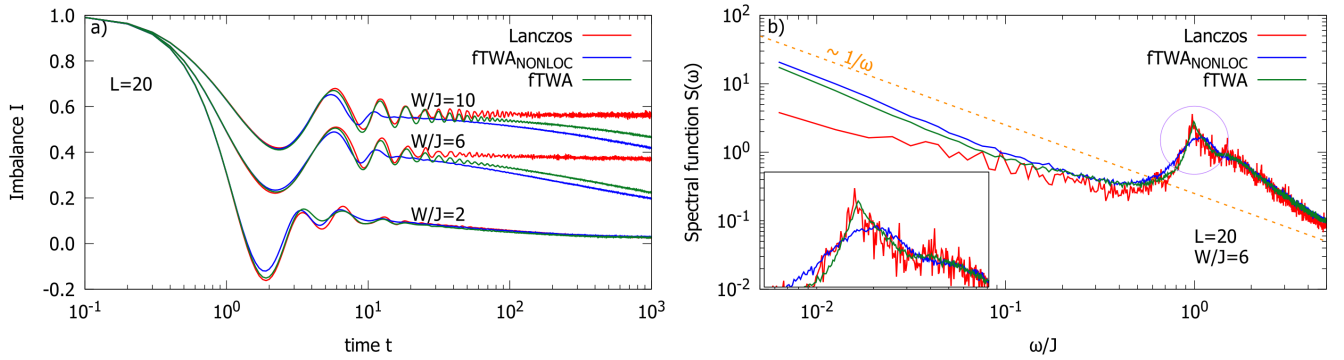 a)
Lanczos
fTWA_NONLOC
fTWA
L=20
W/J=10
W/J=6
W/J=2
1.0
0.8
0.6
0.4
0.2
0.0
-0.2
10^-1
10^0
10^1
10^2
10^3
Imbalance I
time t
b)
Lanczos
fTWA_NONLOC
fTWA
~ 1/ω
L=20
W/J=6
10^2
10^1
10^0
10^-1
10^-2
10^-2
10^-1
10^0
Spectral function S(ω)
ω/J